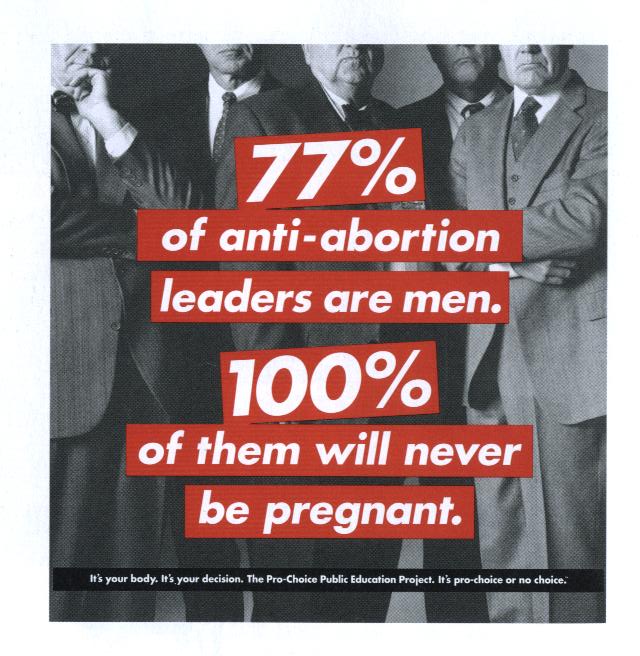 77%
of anti-abortion
leaders are men.
100%
of them will never
be pregnant.
It's your body. It's your decision. The Pro-Choice Public Education Project. It's pro-choice or no choice.